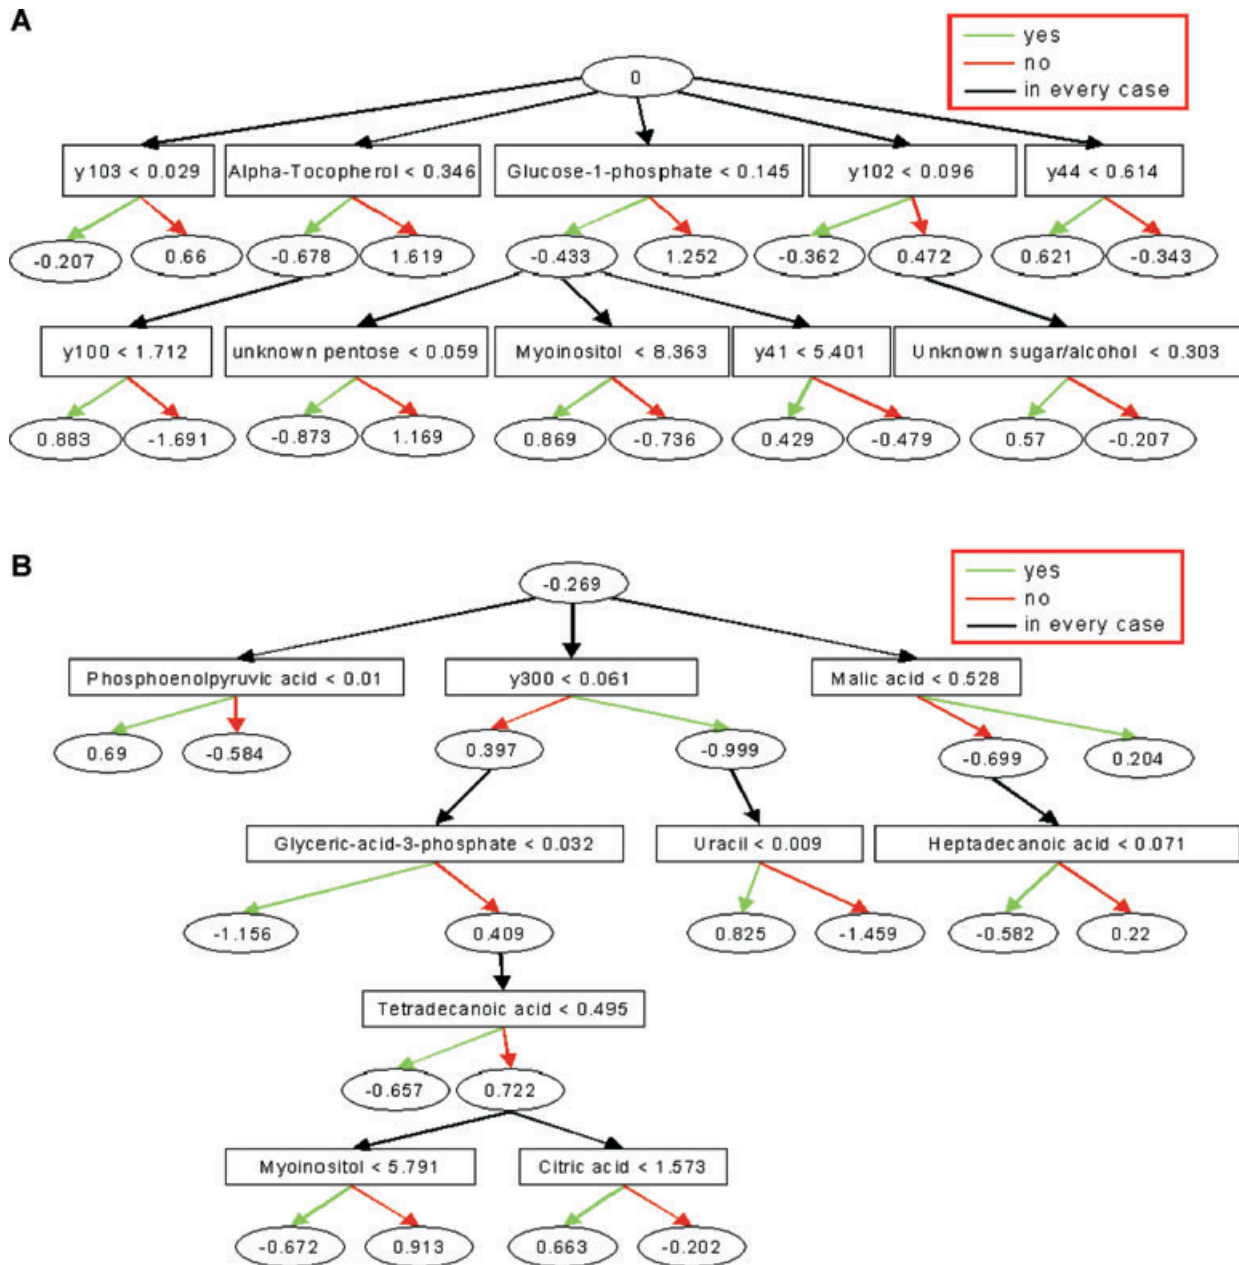 A
yes
no
in every case
0
y103 < 0.029
Alpha-Tocopherol < 0.346
Glucose-1-phosphate < 0.145
y102 < 0.096
y44 < 0.614
-0.207
0.66
-0.678
1.619
-0.433
1.252
-0.362
0.472
0.621
-0.343
y100 < 1.712
unknown pentose < 0.059
Myoinositol < 8.363
y41 < 5.401
Unknown sugar/alcohol < 0.303
0.883
-1.691
-0.873
1.169
0.869
-0.736
0.429
-0.479
0.57
-0.207
B
yes
no
in every case
-0.269
Phosphoenolpyruvic acid < 0.01
y300 < 0.061
Malic acid < 0.528
0.69
-0.584
0.397
-0.999
-0.699
0.204
Glyceric-acid-3-phosphate < 0.032
Uracil < 0.009
Heptadecanoic acid < 0.071
-1.156
0.409
0.825
-1.459
-0.582
0.22
Tetradecanoic acid < 0.495
-0.657
0.722
Myoinositol < 5.791
Citric acid < 1.573
-0.672
0.913
0.663
-0.202